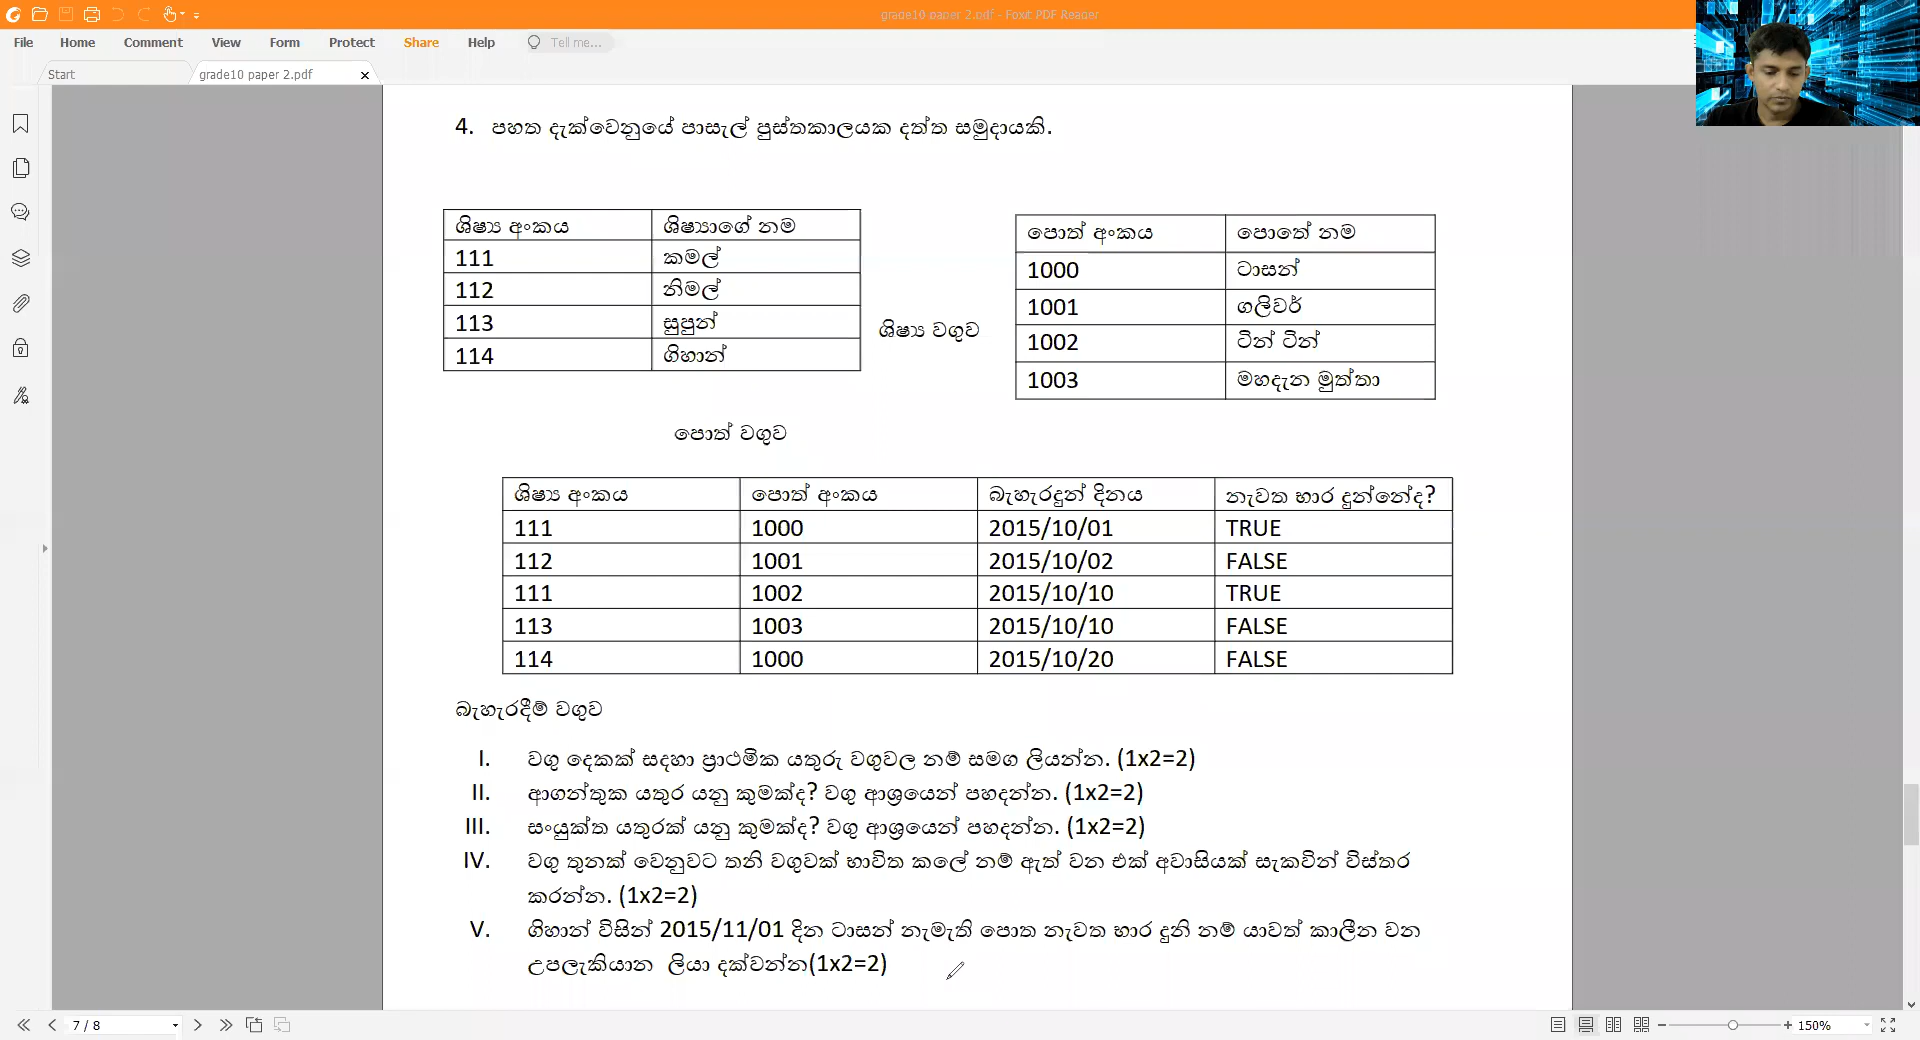 grade10 paper 2.pdf - Foxit PDF Reader
File Home Comment View Form Protect Share Help Tell me...
Start grade10 paper 2.pdf
4. පහත දැක්වෙනුයේ පාසැල් පුස්තකාලයක දත්ත සමුදායකි.
ශිෂ්‍ය අංකය ශිෂ්‍යාගේ නම
111 කමල්
112 නිමල්
113 සුපුන්
114 ගිහාන්
ශිෂ්‍ය වගුව
පොත් අංකය පොතේ නම
1000 ටාසන්
1001 ගලිවර්
1002 ටින් ටින්
1003 මහදැන මුත්තා
පොත් වගුව
ශිෂ්‍ය අංකය පොත් අංකය බැහැරදුන් දිනය නැවත භාර දුන්නේද?
111 1000 2015/10/01 TRUE
112 1001 2015/10/02 FALSE
111 1002 2015/10/10 TRUE
113 1003 2015/10/10 FALSE
114 1000 2015/10/20 FALSE
බැහැරදීම් වගුව
I. වගු දෙකක් සදහා ප්‍රාථමික යතුරු වගුවල නම් සමග ලියන්න. (1x2=2)
II. ආගන්තුක යතුර යනු කුමක්ද? වගු ආශ්‍රයෙන් පහදන්න. (1x2=2)
III. සංයුක්ත යතුරක් යනු කුමක්ද? වගු ආශ්‍රයෙන් පහදන්න. (1x2=2)
IV. වගු තුනක් වෙනුවට තනි වගුවක් භාවිත කලේ නම් ඇත් වන එක් අවාසියක් සැකවින් විස්තර
කරන්න. (1x2=2)
V. ගිහාන් විසින් 2015/11/01 දින ටාසන් නැමැති පොත නැවත භාර දුනි නම් යාවත් කාලීන වන
උපලැකියාන ලියා දක්වන්න(1x2=2)
7 / 8 150%